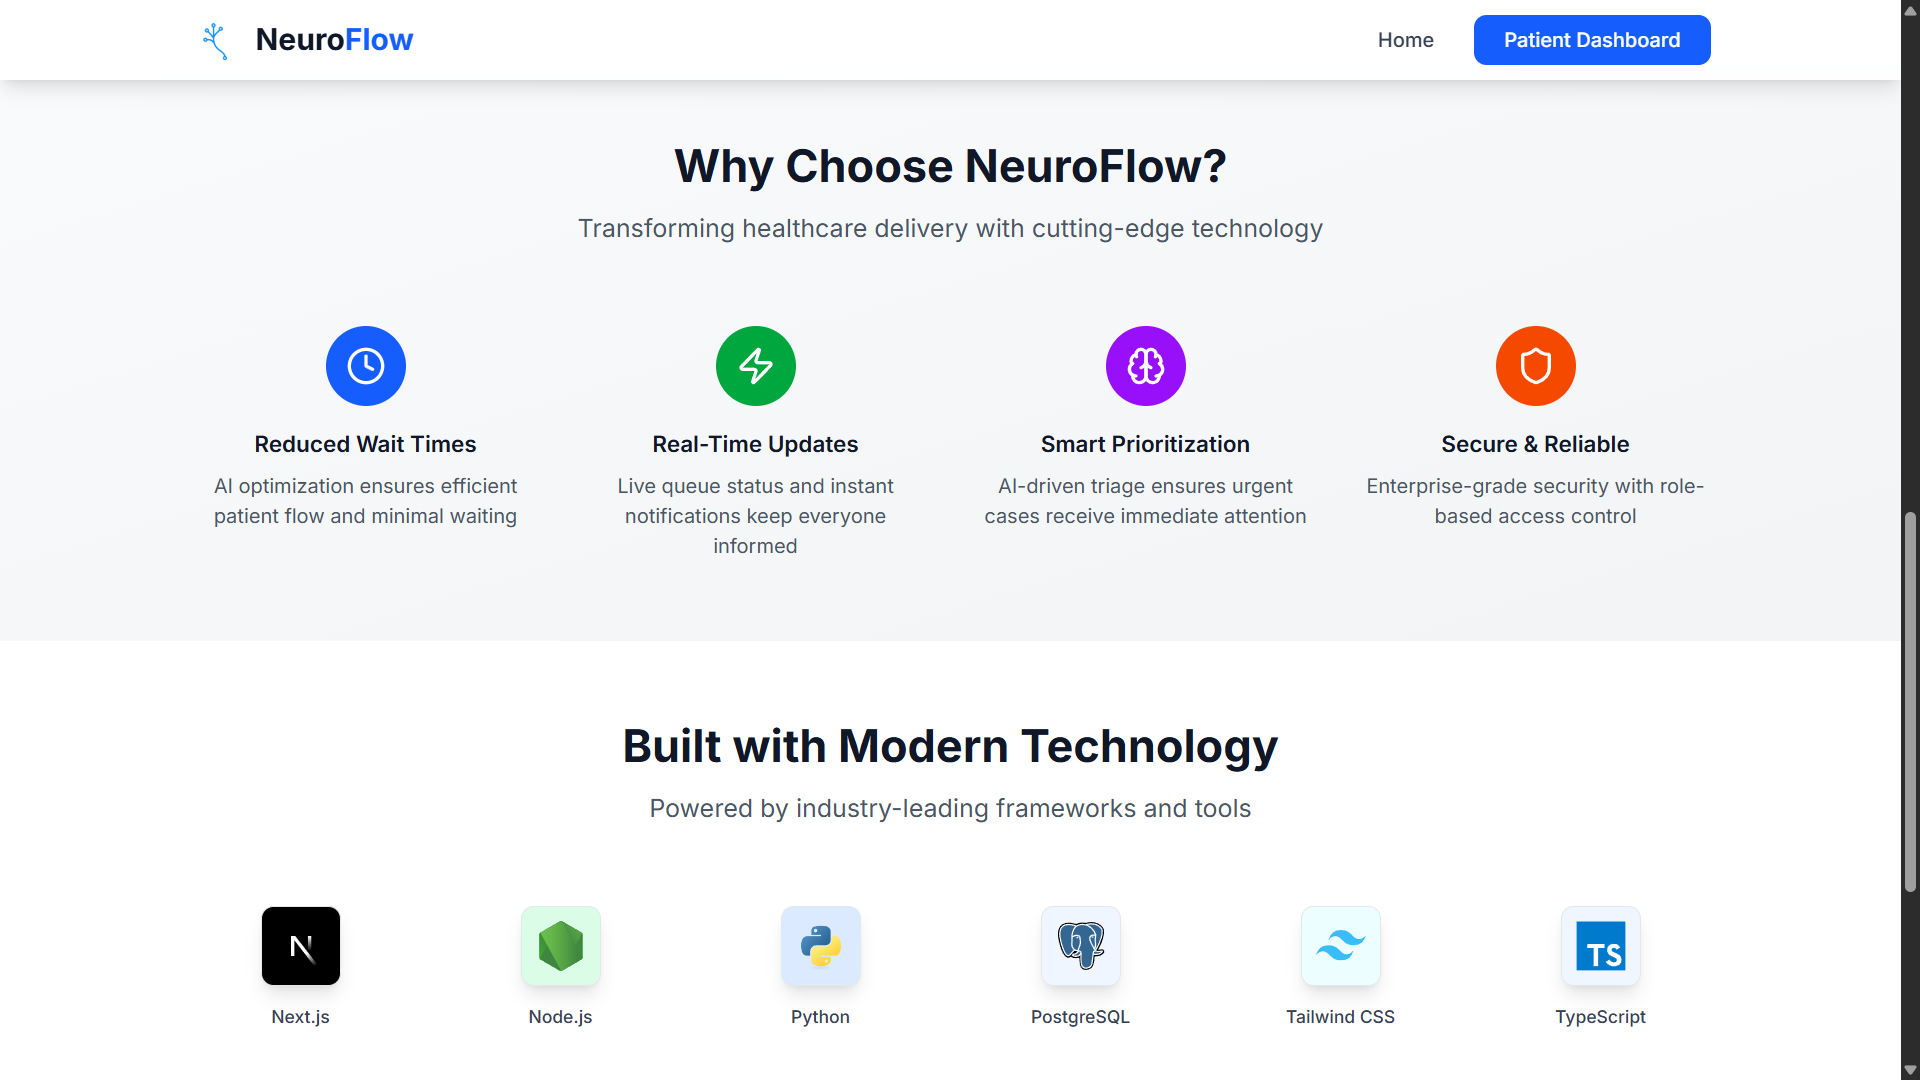 NeuroFlow
Home
Patient Dashboard
Why Choose NeuroFlow?
Transforming healthcare delivery with cutting-edge technology
Reduced Wait Times
AI optimization ensures efficient
patient flow and minimal waiting
Real-Time Updates
Live queue status and instant
notifications keep everyone
informed
Smart Prioritization
AI-driven triage ensures urgent
cases receive immediate attention
Secure & Reliable
Enterprise-grade security with role-
based access control
Built with Modern Technology
Powered by industry-leading frameworks and tools
N
Next.js
Node.js
Python
PostgreSQL
Tailwind CSS
TS
TypeScript